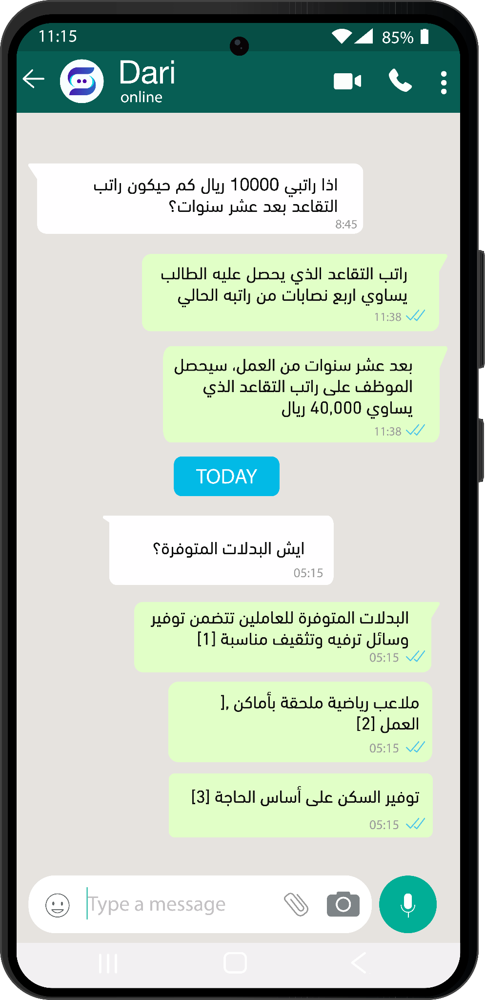 11:15
85%
Dari
online
اذا راتبي 10000 ريال كم حيكون راتب
التقاعد بعد عشر سنوات؟
8:45
راتب التقاعد الذي يحصل عليه الطالب
يساوي اربع نصابات من راتبه الحالي
11:38
بعد عشر سنوات من العمل، سيحصل
الموظف على راتب التقاعد الذي
يساوي 40,000 ريال
11:38
TODAY
ايش البدلات المتوفرة؟
05:15
البدلات المتوفرة للعاملين تتضمن توفير
وسائل ترفيه وتثقيف مناسبة [1]
05:15
ملاعب رياضية ملحقة بأماكن ,[
العمل [2]
05:15
توفير السكن على أساس الحاجة [3]
05:15
Type a message